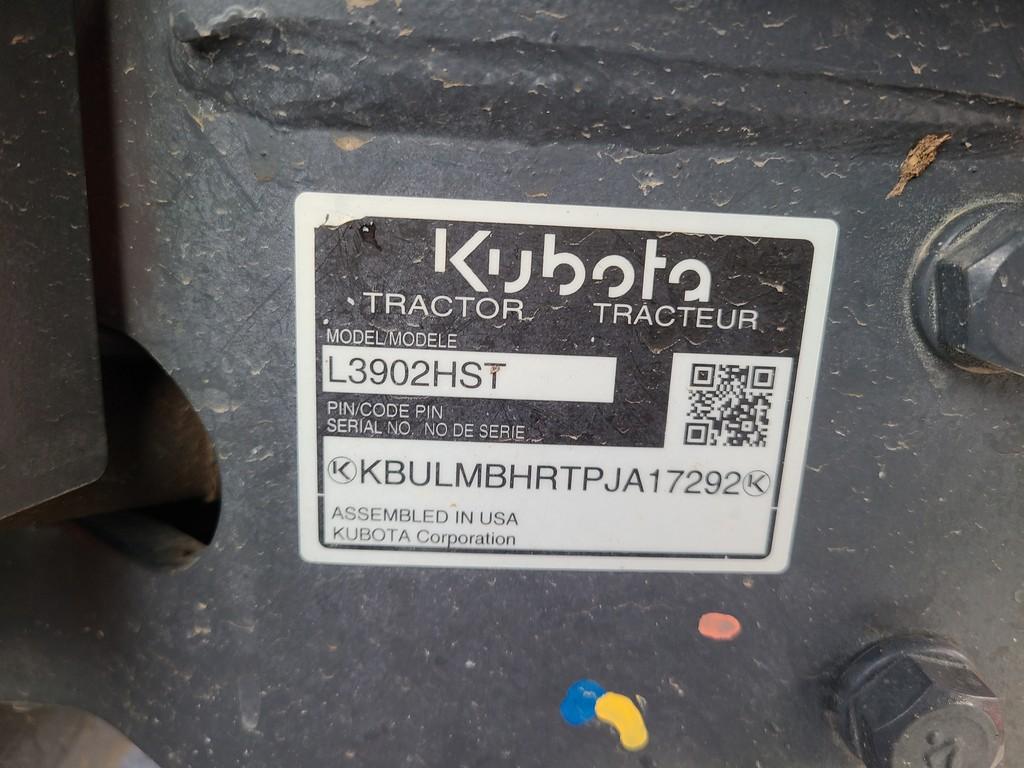 Kubota
TRACTOR TRACTEUR
MODEL/MODELE
L3902HST
PIN/CODE PIN
SERIAL NO. NO DE SERIE
KBULMBHRTPJA17292
ASSEMBLED IN USA
KUBOTA Corporation